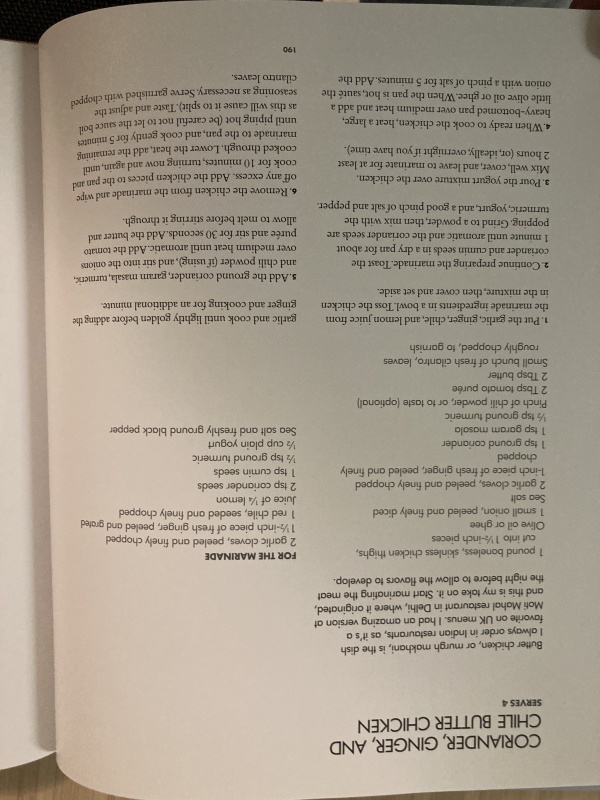 CORIANDER, GINGER, AND
CHILE BUTTER CHICKEN
SERVES 4
Butter chicken, or murgh makhani, is the dish
I always order in Indian restaurants, as it's a
favorite on UK menus. I had an amazing version at
Moti Mahal restaurant in Delhi, where it originated,
and this is my take on it. Start marinating the meat
the night before to allow the flavors to develop.
1 pound boneless, skinless chicken thighs,
cut into 1½-inch pieces
Olive oil or ghee
1 small onion, peeled and finely diced
Sea salt
2 garlic cloves, peeled and finely chopped
1-inch piece of fresh ginger, peeled and finely
chopped
1 tsp ground coriander
1 tsp garam masala
½ tsp ground turmeric
Pinch of chili powder, or to taste (optional)
2 Tbsp tomato purée
2 Tbsp butter
Small bunch of fresh cilantro, leaves
roughly chopped, to garnish
FOR THE MARINADE
2 garlic cloves, peeled and finely chopped
1½-inch piece of fresh ginger, peeled and grated
1 red chile, seeded and finely chopped
Juice of ¼ lemon
2 tsp coriander seeds
1 tsp cumin seeds
½ tsp ground turmeric
½ cup plain yogurt
Sea salt and freshly ground black pepper
1. Put the garlic, ginger, chile, and lemon juice from
the marinade ingredients in a bowl. Toss the chicken
in the mixture, then cover and set aside.
2. Continue preparing the marinade. Toast the
coriander and cumin seeds in a dry pan for about
1 minute until aromatic and the coriander seeds are
popping. Grind to a powder, then mix with the
turmeric, yogurt, and a good pinch of salt and pepper.
3. Pour the yogurt mixture over the chicken.
Mix well, cover, and leave to marinate for at least
2 hours (or, ideally, overnight if you have time).
4. When ready to cook the chicken, heat a large,
heavy-bottomed pan over medium heat and add a
little olive oil or ghee. When the pan is hot, sauté the
onion with a pinch of salt for 5 minutes. Add the
garlic and cook until lightly golden before adding the
ginger and cooking for an additional minute.
5. Add the ground coriander, garam masala, turmeric,
and chili powder (if using), and stir into the onions
over medium heat until aromatic. Add the tomato
purée and stir for 30 seconds. Add the butter and
allow to melt before stirring it through.
6. Remove the chicken from the marinade and wipe
off any excess. Add the chicken pieces to the pan and
cook for 10 minutes, turning now and again, until
cooked through. Lower the heat, add the remaining
marinade to the pan, and cook gently for 5 minutes
until piping hot (be careful not to let the sauce boil
as this will cause it to split). Taste and adjust the
seasoning as necessary. Serve garnished with chopped
cilantro leaves.
190